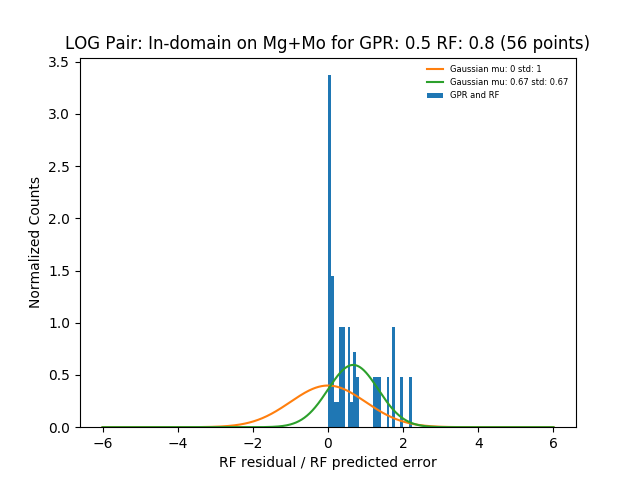 LOG Pair: In-domain on Mg+Mo for GPR: 0.5 RF: 0.8 (56 points)
Gaussian mu: 0 std: 1
Gaussian mu: 0.67 std: 0.67
GPR and RF
Normalized Counts
3.5
3.0
2.5
2.0
1.5
1.0
0.5
0.0
−6 −4 −2 0 2 4 6
RF residual / RF predicted error